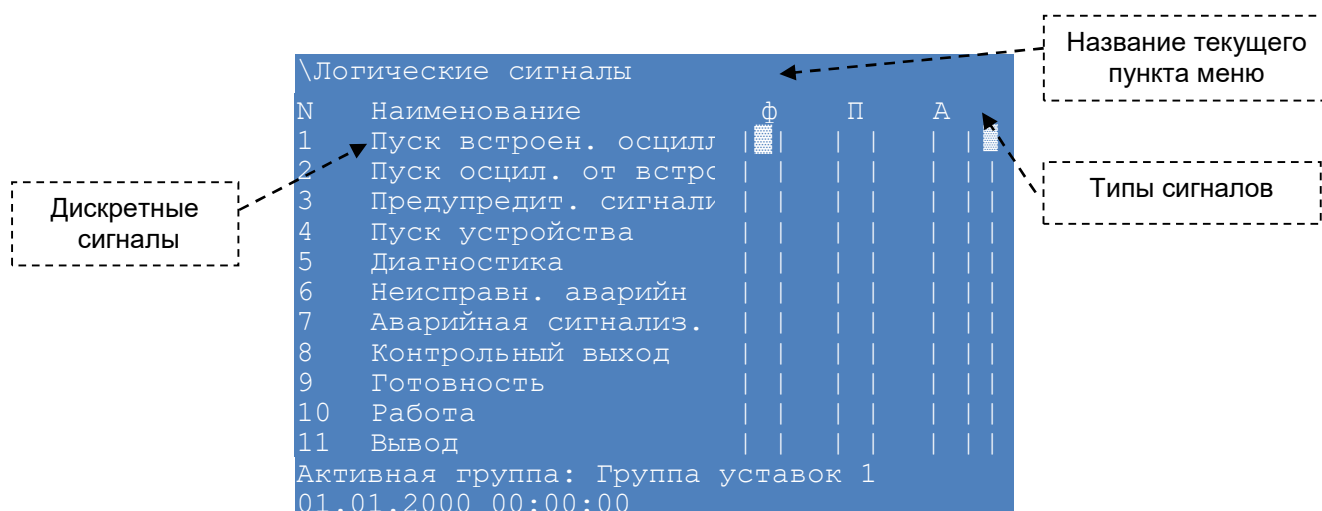 Название текущего
пункта меню
\Логические сигналы
N Наименование ф П А
1 Пуск встроен. осцилл
2 Пуск осцил. от встро
3 Предупредит. сигнали
4 Пуск устройства
5 Диагностика
6 Неисправн. аварийн
7 Аварийная сигнализ.
8 Контрольный выход
9 Готовность
10 Работа
11 Вывод
Активная группа: Группа уставок 1
01.01.2000 00:00:00
Дискретные
сигналы
Типы сигналов